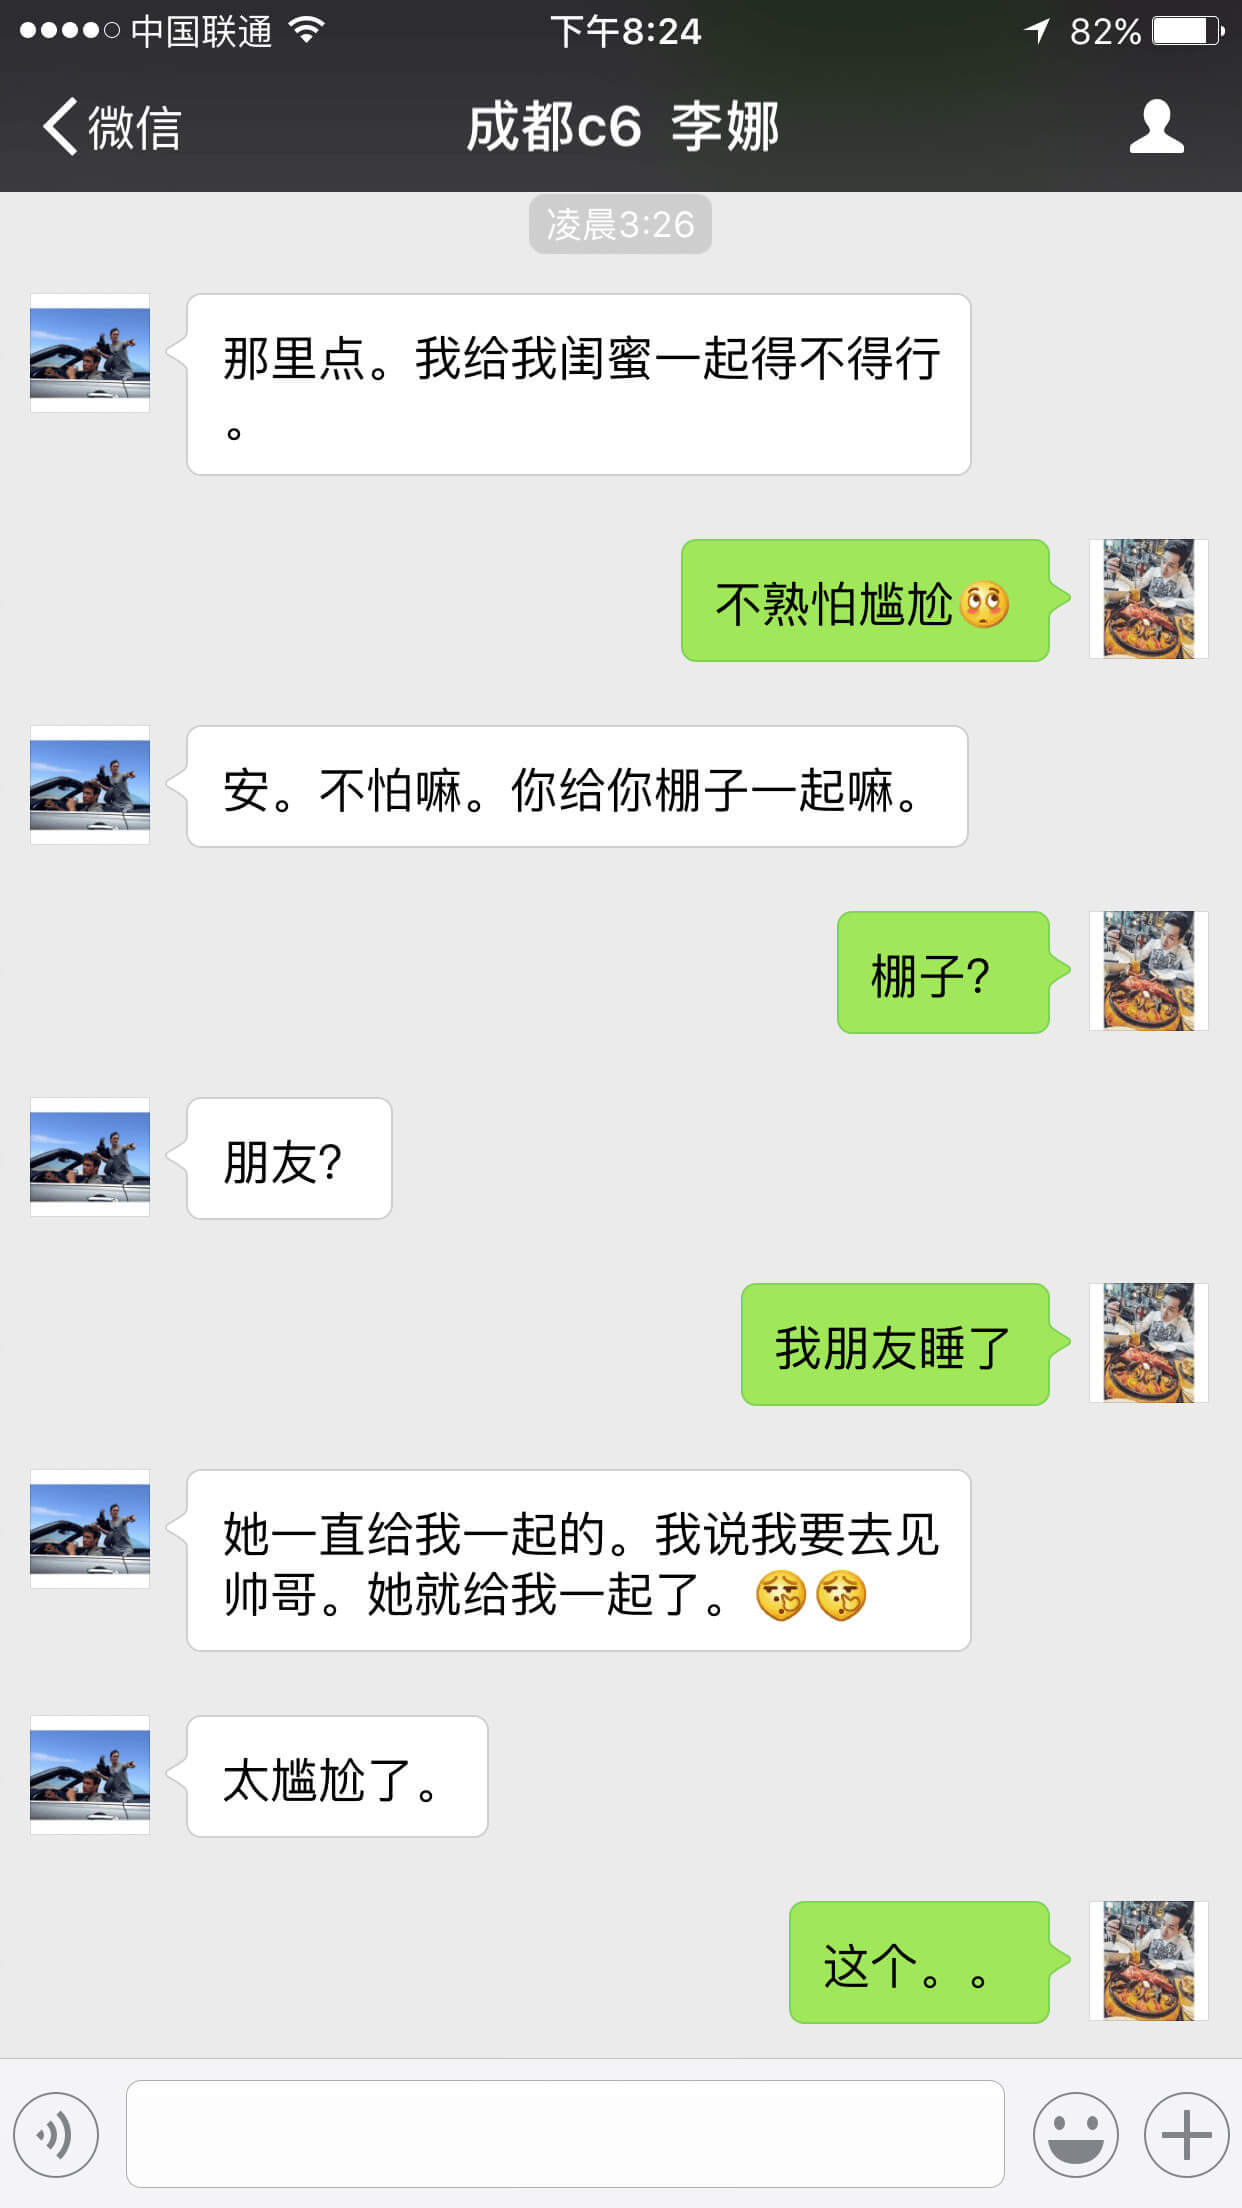 中国联通 下午8:24 82%
微信 成都c6 李娜
凌晨3:26
那里点。我给我闺蜜一起得不得行
。
不熟怕尴尬🙄
安。不怕嘛。你给你棚子一起嘛。
棚子?
朋友?
我朋友睡了
她一直给我一起的。我说我要去见
帅哥。她就给我一起了。
太尴尬了。
这个。。